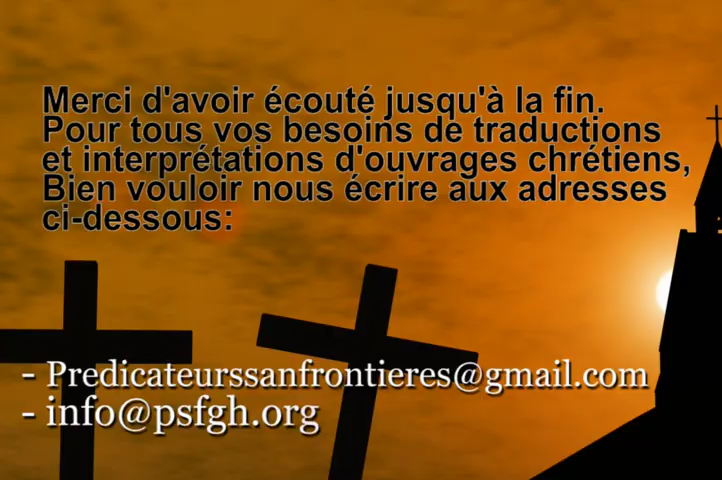 Merci d'avoir écouté jusqu'à la fin.
Pour tous vos besoins de traductions
et interprétations d'ouvrages chrétiens,
Bien vouloir nous écrire aux adresses
ci-dessous:
- Predicateurssanfrontieres@gmail.com
- info@psfgh.org